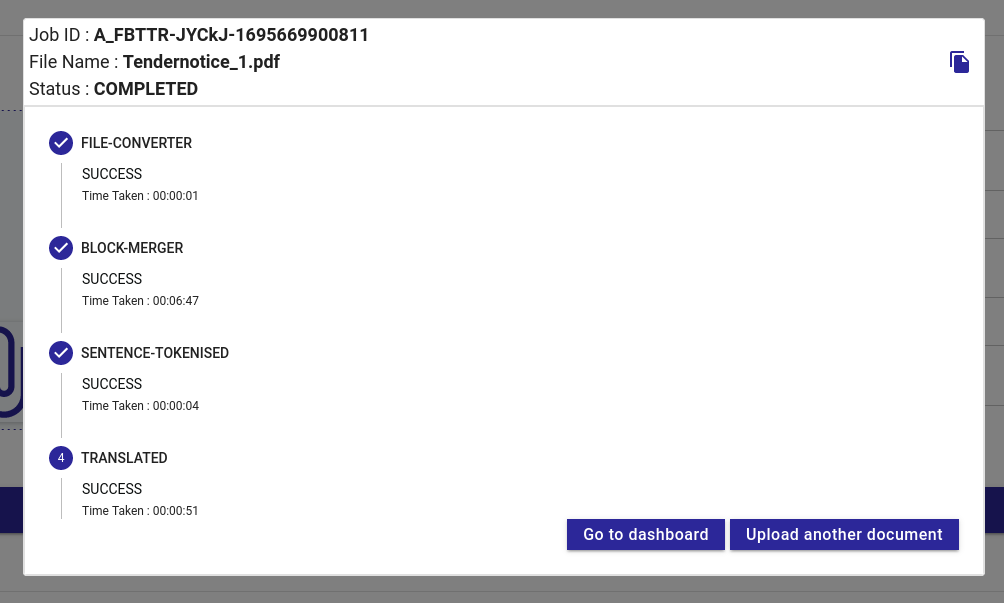 Job ID : A_FBTTR-JYCkJ-1695669900811
File Name : Tendernotice_1.pdf
Status : COMPLETED
FILE-CONVERTER
SUCCESS
Time Taken : 00:00:01
BLOCK-MERGER
SUCCESS
Time Taken : 00:06:47
SENTENCE-TOKENISED
SUCCESS
Time Taken : 00:00:04
4 TRANSLATED
SUCCESS
Time Taken : 00:00:51
Go to dashboard Upload another document